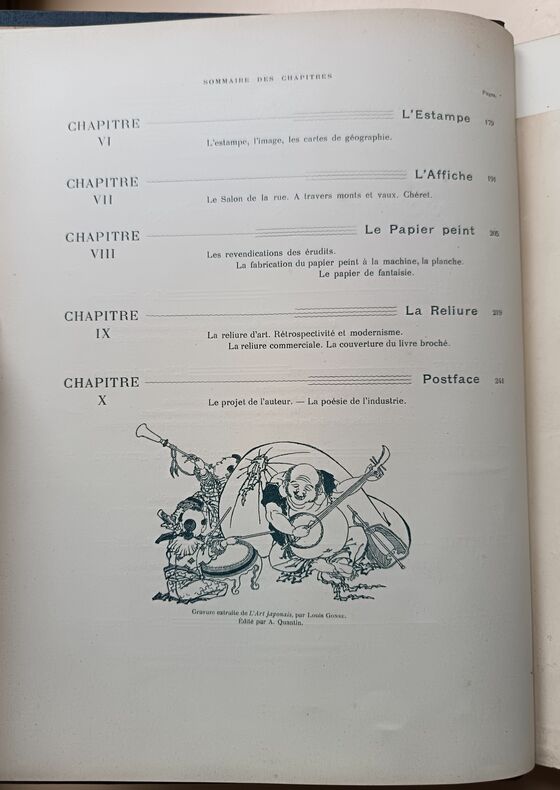 SOMMAIRE DES CHAPITRES
Pages.
CHAPITRE VI L'Estampe 179
L'estampe, l'image, les cartes de géographie.
CHAPITRE VII L'Affiche 191
Le Salon de la rue. A travers monts et vaux. Chéret.
CHAPITRE VIII Le Papier peint 205
Les revendications des érudits.
La fabrication du papier peint à la machine, la planche.
Le papier de fantaisie.
CHAPITRE IX La Reliure 219
La reliure d'art. Rétrospectivité et modernisme.
La reliure commerciale. La couverture du livre broché.
CHAPITRE X Postface 241
Le projet de l'auteur. — La poésie de l'industrie.
Gravure extraite de L'Art japonais, par Louis Gonse.
Édité par A. Quantin.